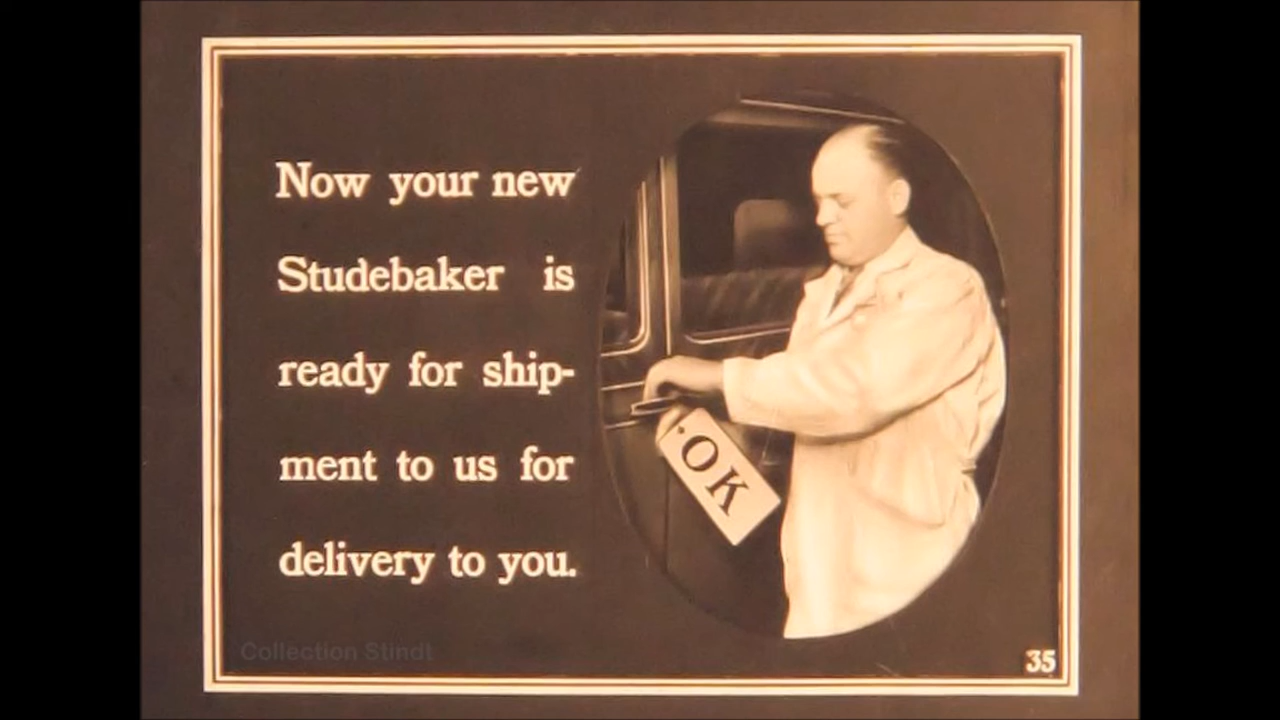 Now your new
Studebaker is
ready for ship-
ment to us for
delivery to you.
OK
Collection Stindt
35